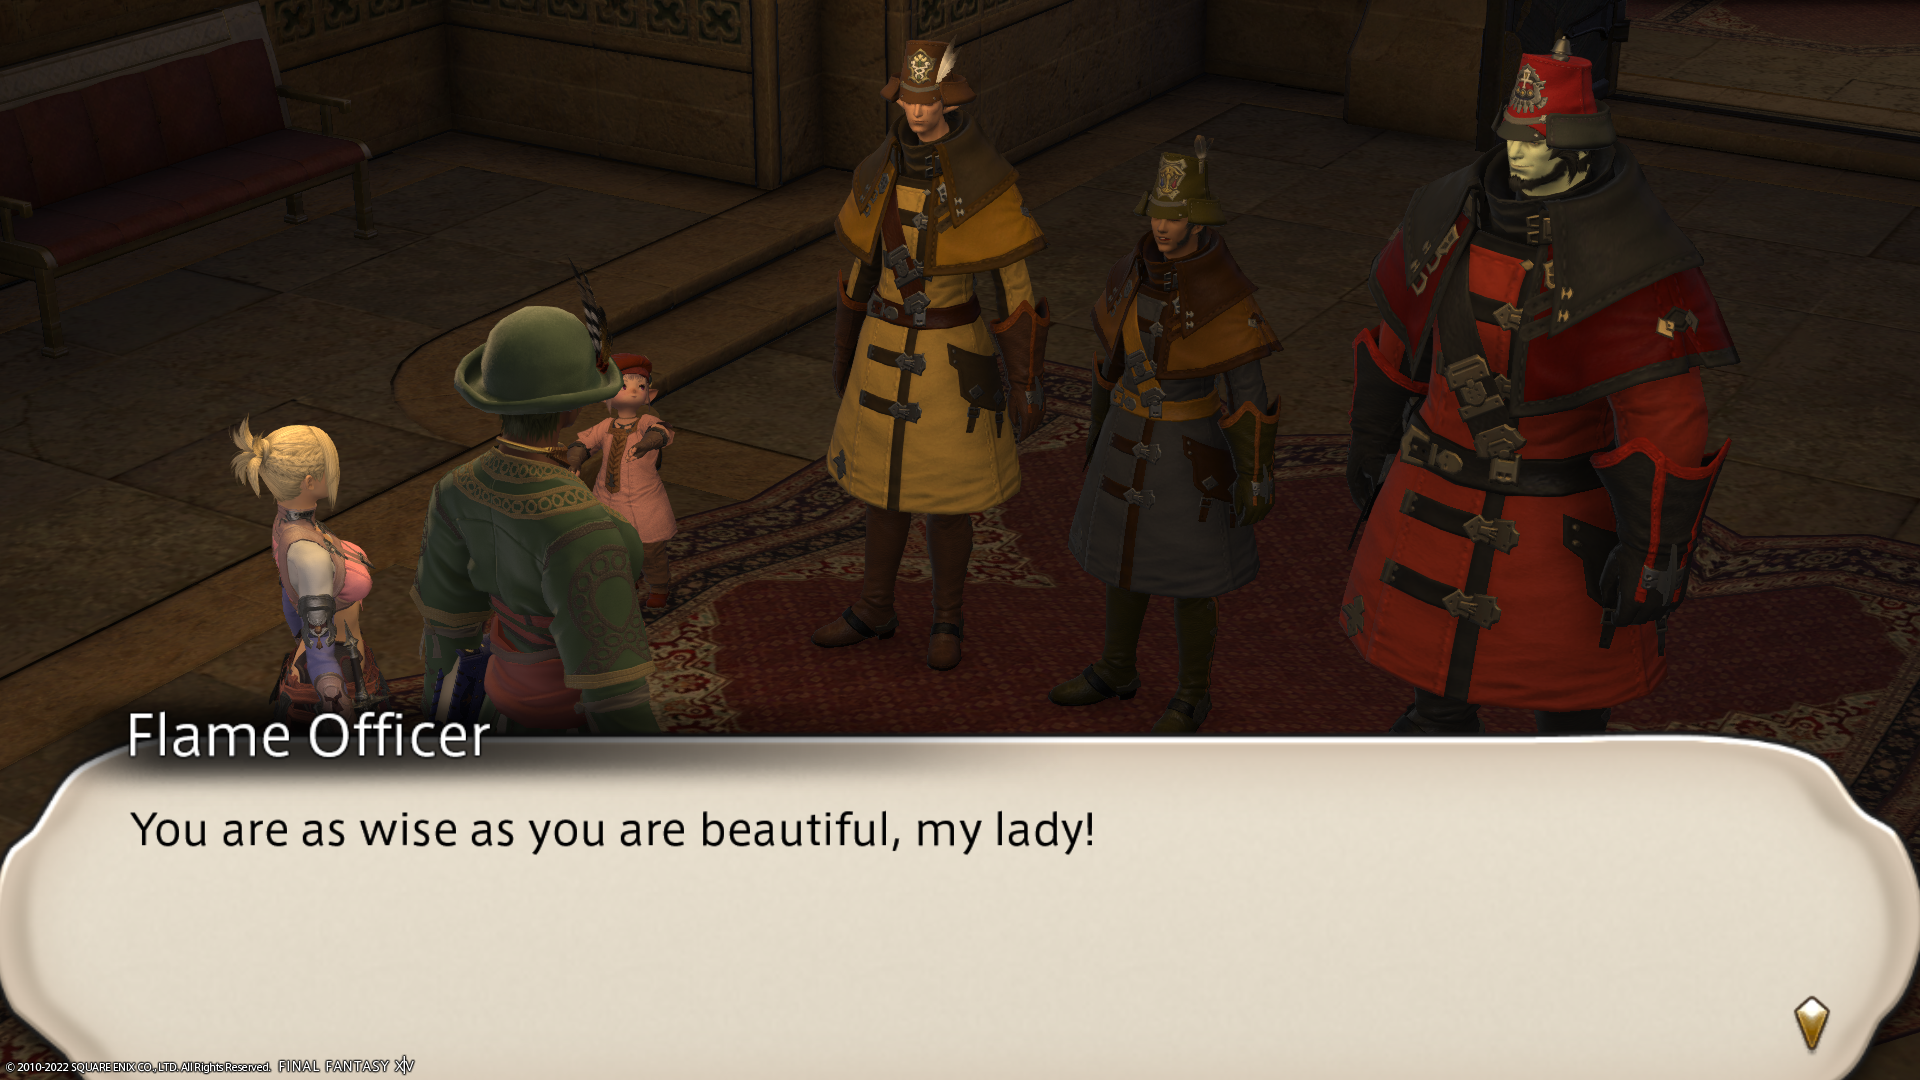 Flame Officer
You are as wise as you are beautiful, my lady!
© 2010-2022 SQUARE ENIX CO., LTD. All Rights Reserved. FINAL FANTASY XIV